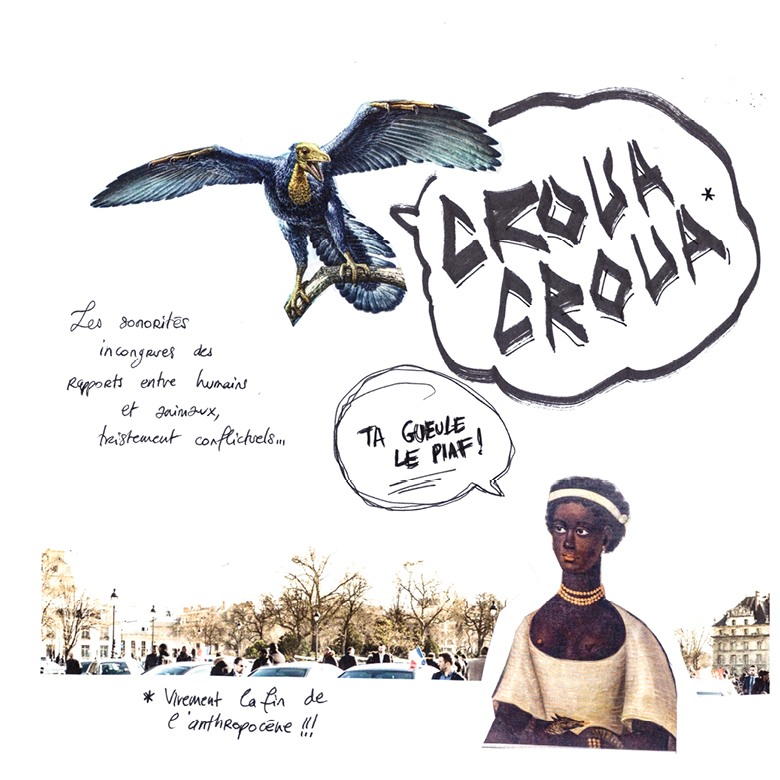 CROUA
CROUA*
Les sonorités
incongrues des
rapports entre humains
et animaux,
tristement conflictuels...
TA GUEULE
LE PIAF!
* Vivement la fin de
l'anthropocène !!!